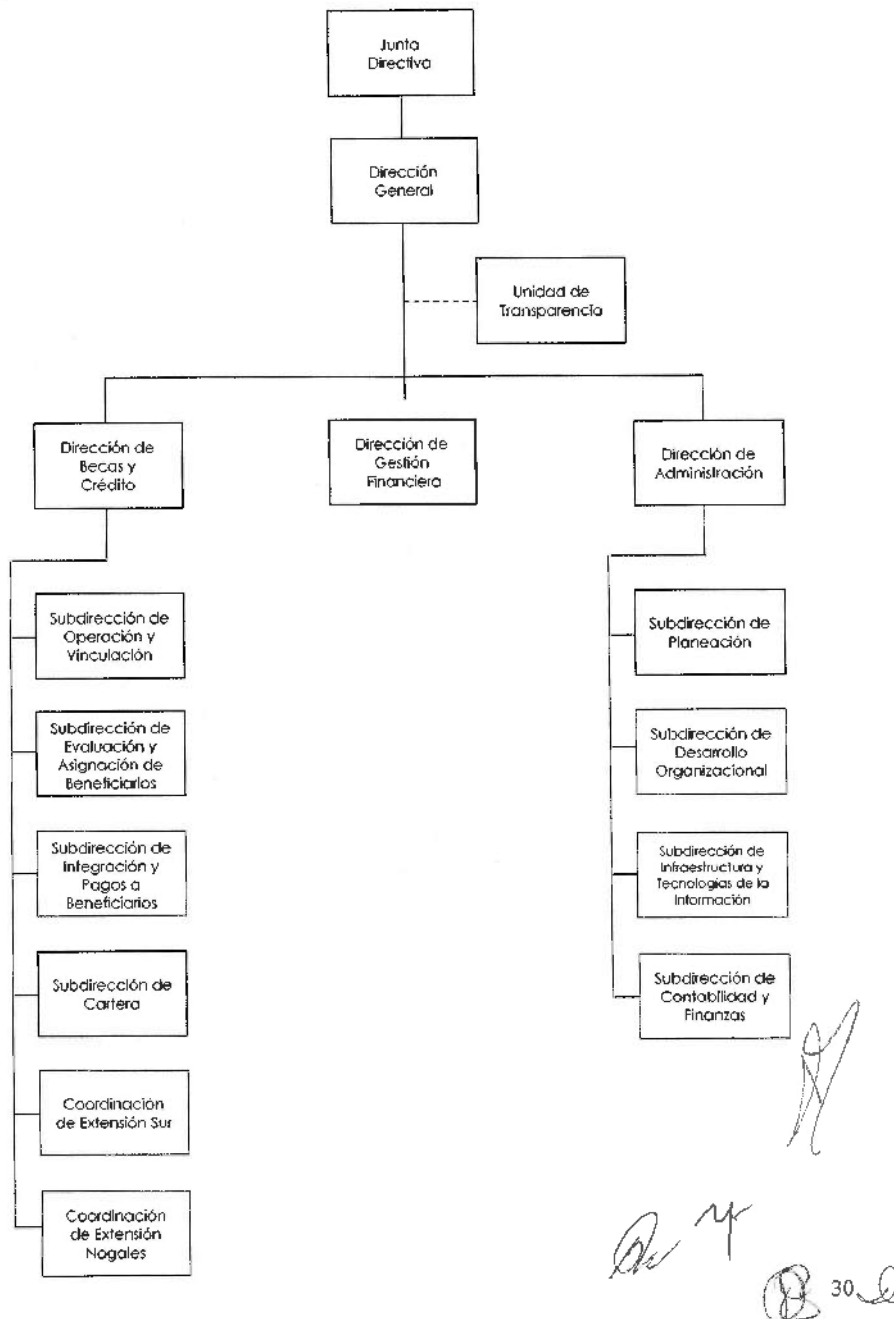 Junta
Directiva
Dirección
General
Unidad de
Transparencia
Dirección de
Becas y
Crédito
Dirección de
Gestión
Financiera
Dirección de
Administración
Subdirección de
Operación y
Vinculación
Subdirección de
Evaluación y
Asignación de
Beneficiarios
Subdirección de
Integración y
Pagos a
Beneficiarios
Subdirección de
Cartera
Coordinación
de Extensión Sur
Coordinación
de Extensión
Nogales
Subdirección de
Planeación
Subdirección de
Desarrollo
Organizacional
Subdirección de
Infraestructura y
Tecnologías de la
Información
Subdirección de
Contabilidad y
Finanzas
30